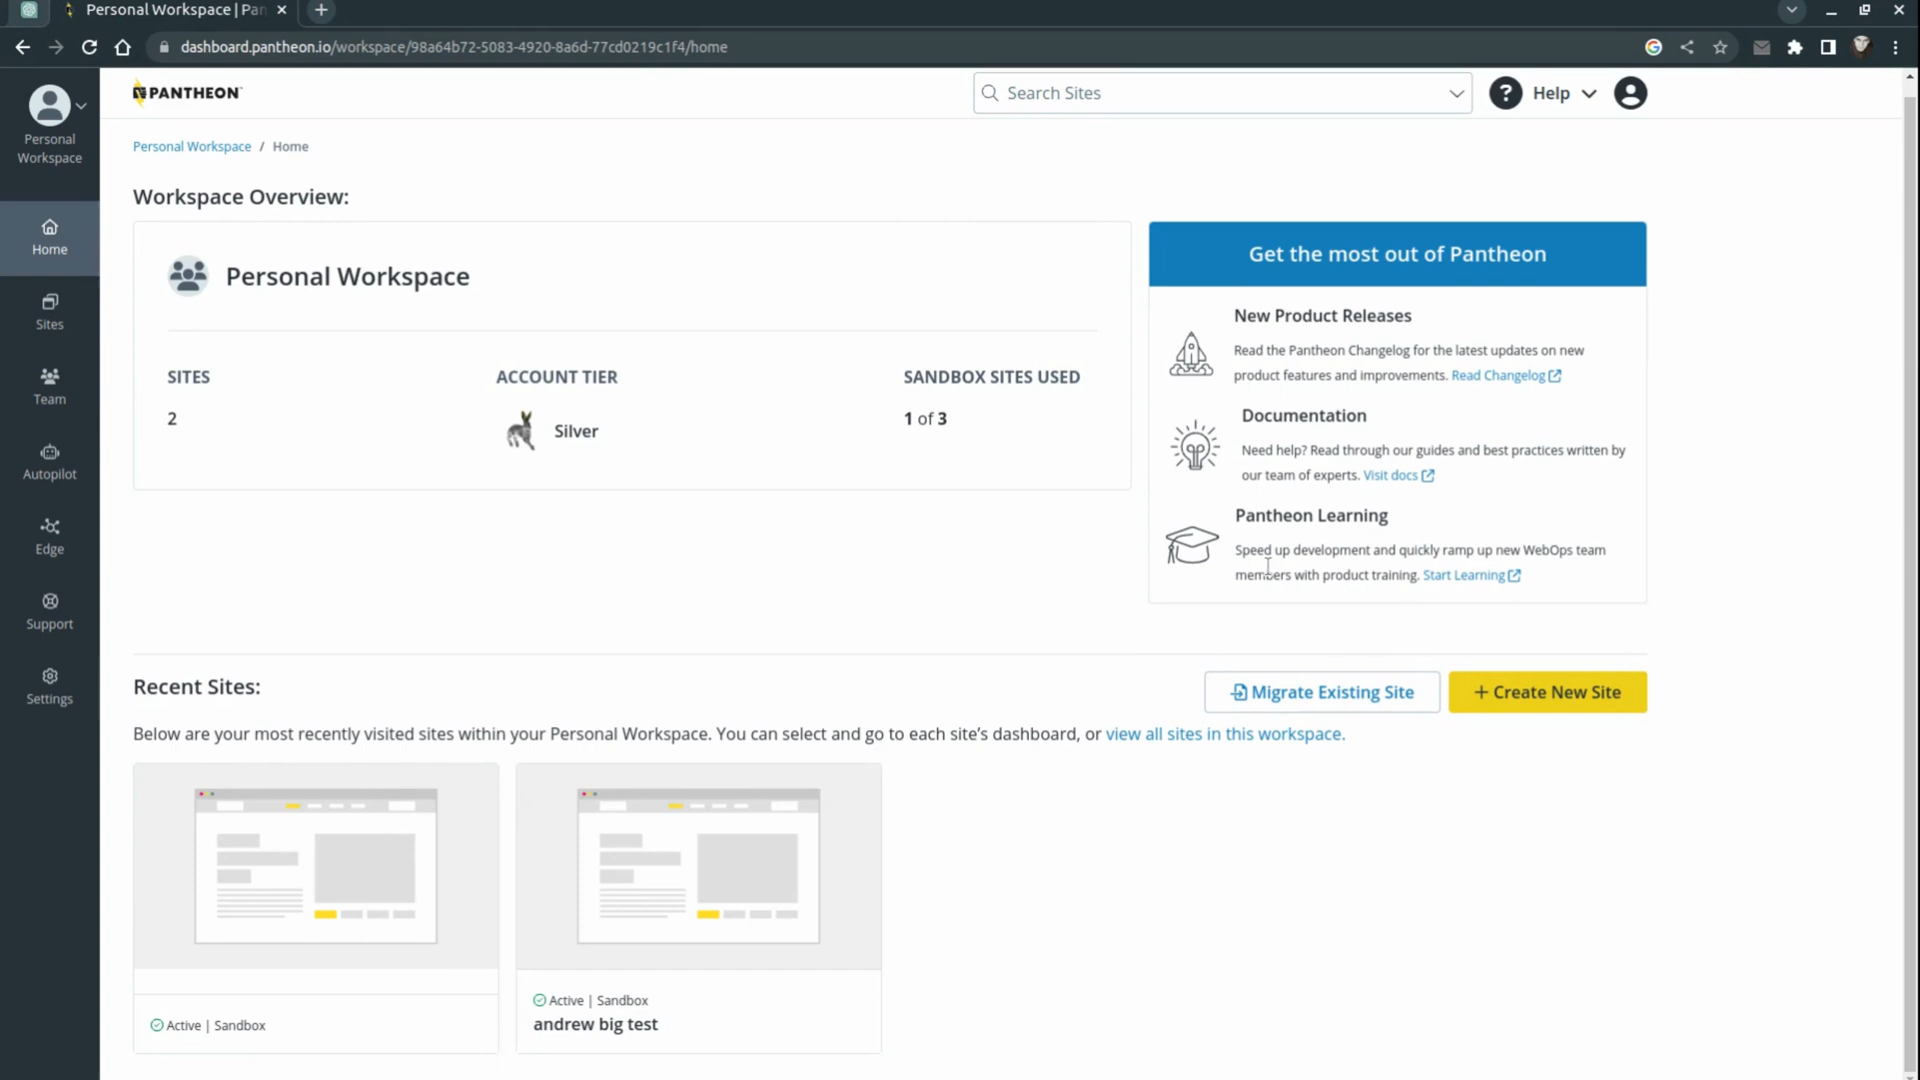 Personal Workspace | Pan
dashboard.pantheon.io/workspace/98a64b72-5083-4920-8a6d-77cd0219c1f4/home
Personal
Workspace
Home
Sites
Team
Autopilot
Edge
Support
Settings
PANTHEON
Search Sites
? Help
Personal Workspace / Home
Workspace Overview:
Personal Workspace
SITES
2
ACCOUNT TIER
Silver
SANDBOX SITES USED
1 of 3
Get the most out of Pantheon
New Product Releases
Read the Pantheon Changelog for the latest updates on new
product features and improvements. Read Changelog
Documentation
Need help? Read through our guides and best practices written by
our team of experts. Visit docs
Pantheon Learning
Speed up development and quickly ramp up new WebOps team
members with product training. Start Learning
Recent Sites:
Migrate Existing Site
+ Create New Site
Below are your most recently visited sites within your Personal Workspace. You can select and go to each site’s dashboard, or view all sites in this workspace.
Active | Sandbox
Active | Sandbox
andrew big test